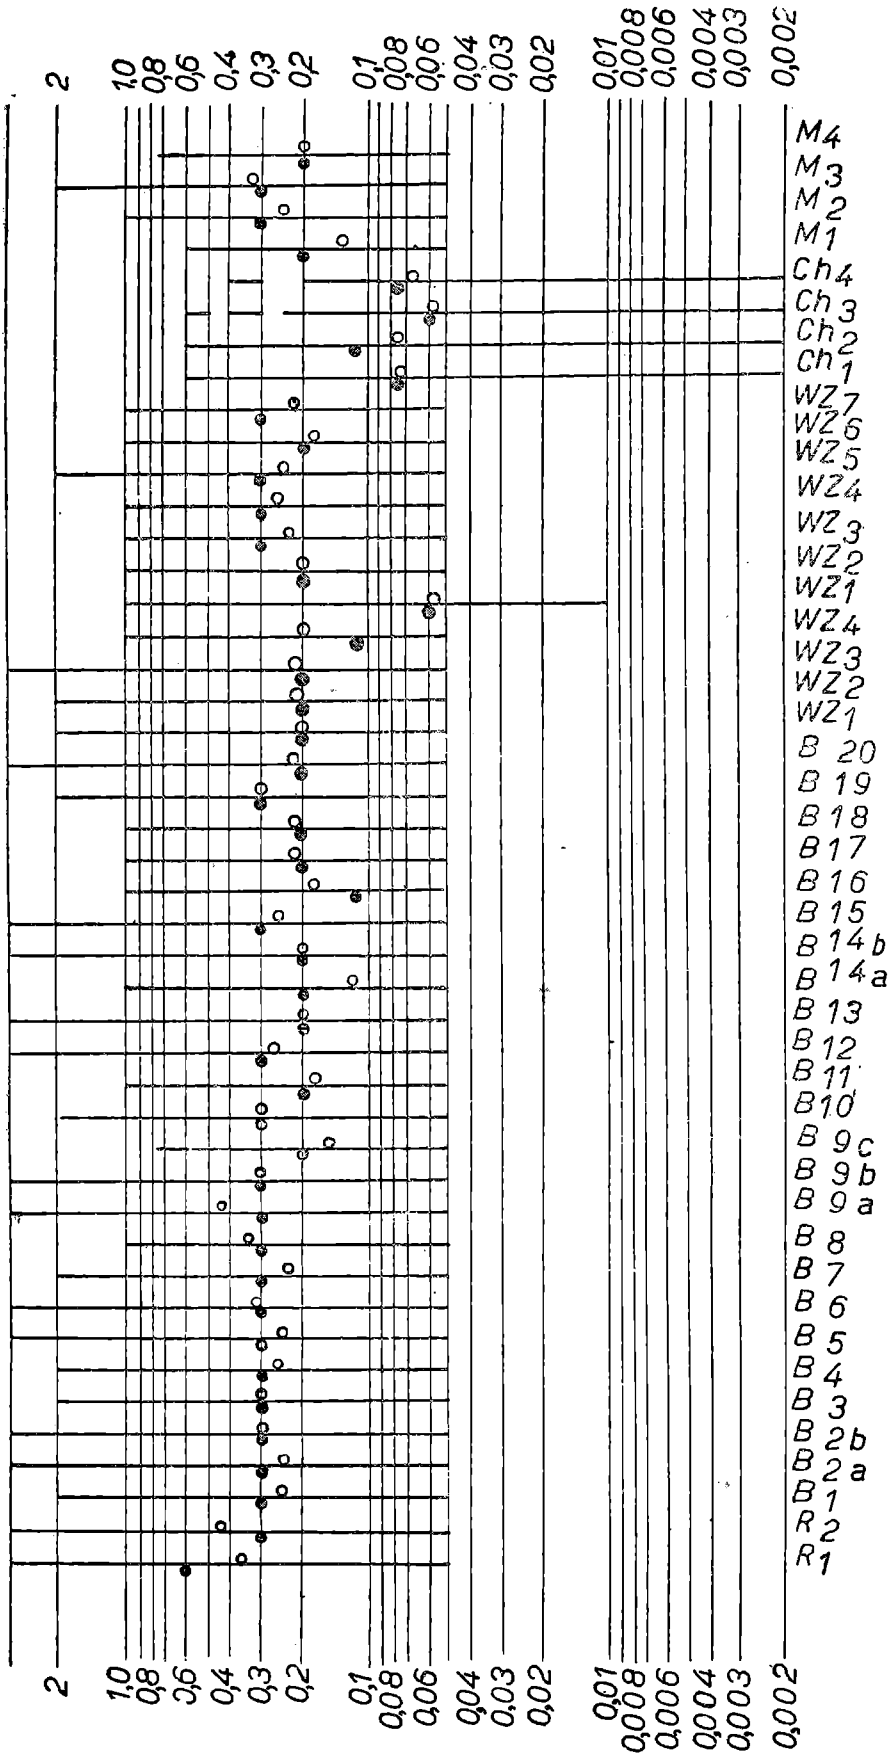 2
1,0
0,8
0,6
0,4
0,3
0,2
0,1
0,08
0,06
0,04
0,03
0,02
0,01
0,008
0,006
0,004
0,003
0,002
M4
M3
M2
M1
Ch4
Ch3
Ch2
Ch1
WZ7
WZ6
WZ5
WZ4
WZ3
WZ2
WZ1
WZ4
WZ3
WZ2
WZ1
B 20
B 19
B 18
B 17
B 16
B 15
B 14b
B 14a
B 13
B 12
B 11
B 10
B 9c
B 9b
B 9a
B 8
B 7
B 6
B 5
B 4
B 3
B 2b
B 2a
B 1
R 2
R 1
2
1,0
0,8
0,6
0,4
0,3
0,2
0,1
0,08
0,06
0,04
0,03
0,02
0,01
0,008
0,006
0,004
0,003
0,002